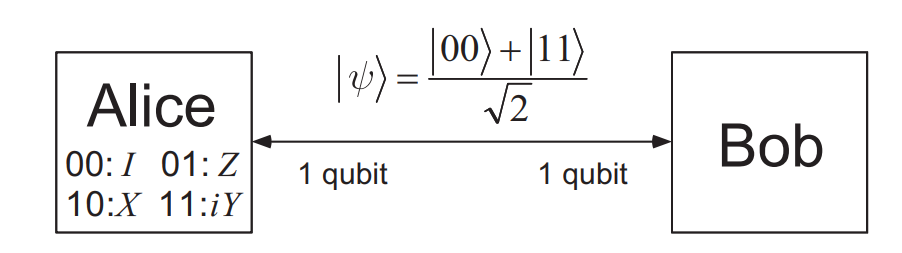 |ψ⟩ = (|00⟩+|11⟩)/√2
Alice
00: I 01: Z
10:X 11:iY
1 qubit 1 qubit
Bob